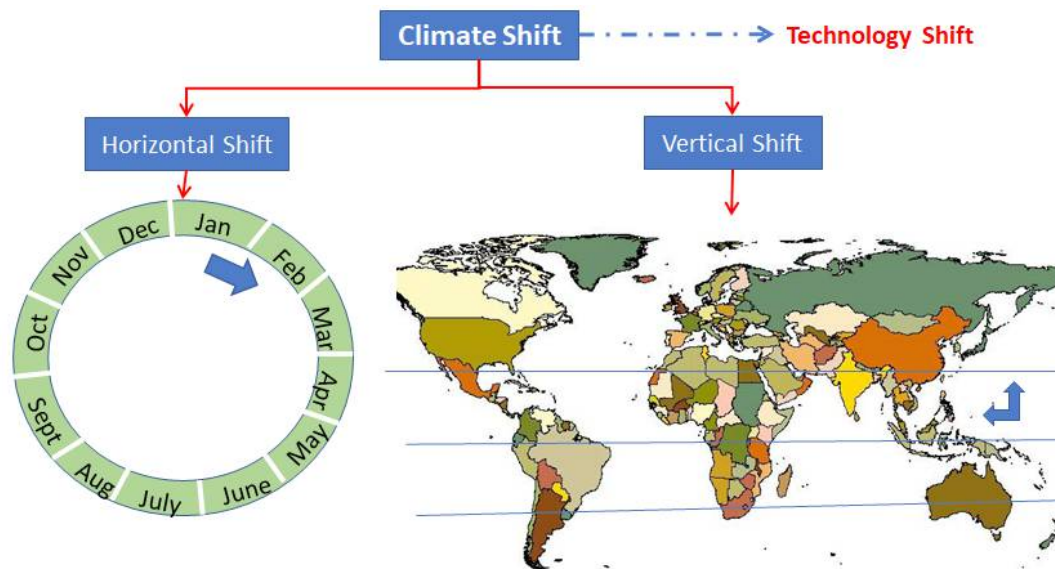 Climate Shift
Technology Shift
Horizontal Shift
Vertical Shift
Jan
Feb
Mar
Apr
May
June
July
Aug
Sept
Oct
Nov
Dec